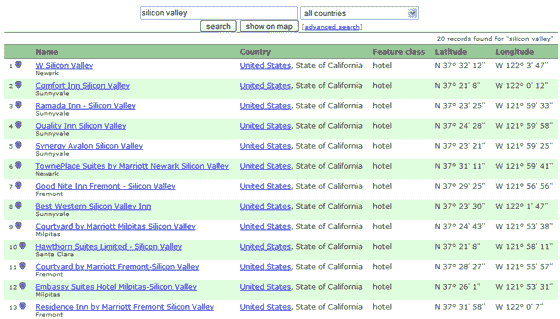 silicon valley all countries
search show on map [advanced search]
20 records found for "silicon valley"
Name Country Feature class Latitude Longitude
1 W Silicon Valley United States, State of California hotel N 37° 32' 12'' W 122° 3' 47''
Newark
2 Comfort Inn Silicon Valley United States, State of California hotel N 37° 21' 8'' W 122° 0' 12''
Sunnyvale
3 Ramada Inn - Silicon Valley United States, State of California hotel N 37° 23' 25'' W 121° 59' 33''
Sunnyvale
4 Quality Inn Silicon Valley United States, State of California hotel N 37° 24' 28'' W 121° 59' 58''
Sunnyvale
5 Synergy Avalon Silicon Valley United States, State of California hotel N 37° 23' 21'' W 121° 59' 25''
Sunnyvale
6 TownePlace Suites by Marriott Newark Silicon Valley United States, State of California hotel N 37° 31' 11'' W 121° 59' 41''
Newark
7 Good Nite Inn Fremont - Silicon Valley United States, State of California hotel N 37° 29' 25'' W 121° 56' 56''
Fremont
8 Best Western Silicon Valley Inn United States, State of California hotel N 37° 23' 30'' W 122° 1' 47''
Sunnyvale
9 Courtyard by Marriott Milpitas Silicon Valley United States, State of California hotel N 37° 24' 43'' W 121° 53' 38''
Milpitas
10 Hawthorn Suites Limited - Silicon Valley United States, State of California hotel N 37° 21' 8'' W 121° 58' 11''
Santa Clara
11 Courtyard by Marriott Fremont-Silicon Valley United States, State of California hotel N 37° 28' 27'' W 121° 55' 57''
Fremont
12 Embassy Suites Hotel Milpitas-Silicon Valley United States, State of California hotel N 37° 26' 1'' W 121° 53' 31''
Milpitas
13 Residence Inn by Marriott Fremont Silicon Valley United States, State of California hotel N 37° 31' 58'' W 122° 0' 7''
Fremont